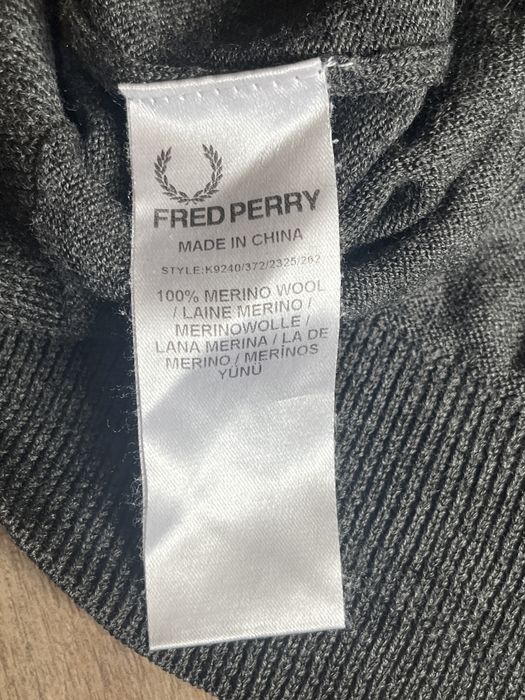 FRED PERRY
MADE IN CHINA
STYLE:K9240/372/2325/262
100% MERINO WOOL
/ LAINE MERINO /
MERINOWOLLE /
LANA MERINA / LA DE
MERINO / MERİNOS
YÜNÜ